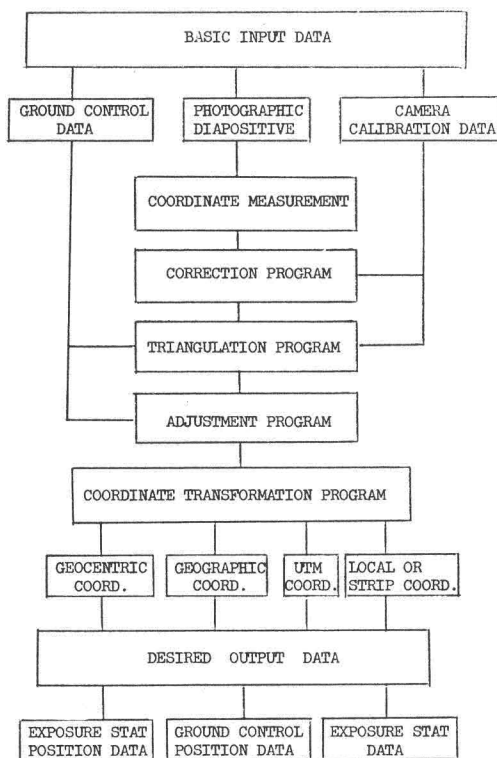 BASIC INPUT DATA
GROUND CONTROL
DATA
PHOTOGRAPHIC
DIAPOSITIVE
CAMERA
CALIBRATION DATA
COORDINATE MEASUREMENT
CORRECTION PROGRAM
TRIANGULATION PROGRAM
ADJUSTMENT PROGRAM
COORDINATE TRANSFORMATION PROGRAM
GEOCENTRIC
COORD.
GEOGRAPHIC
COORD.
UTM
COORD.
LOCAL OR
STRIP COORD.
DESIRED OUTPUT DATA
EXPOSURE STAT
POSITION DATA
GROUND CONTROL
POSITION DATA
EXPOSURE STAT
DATA